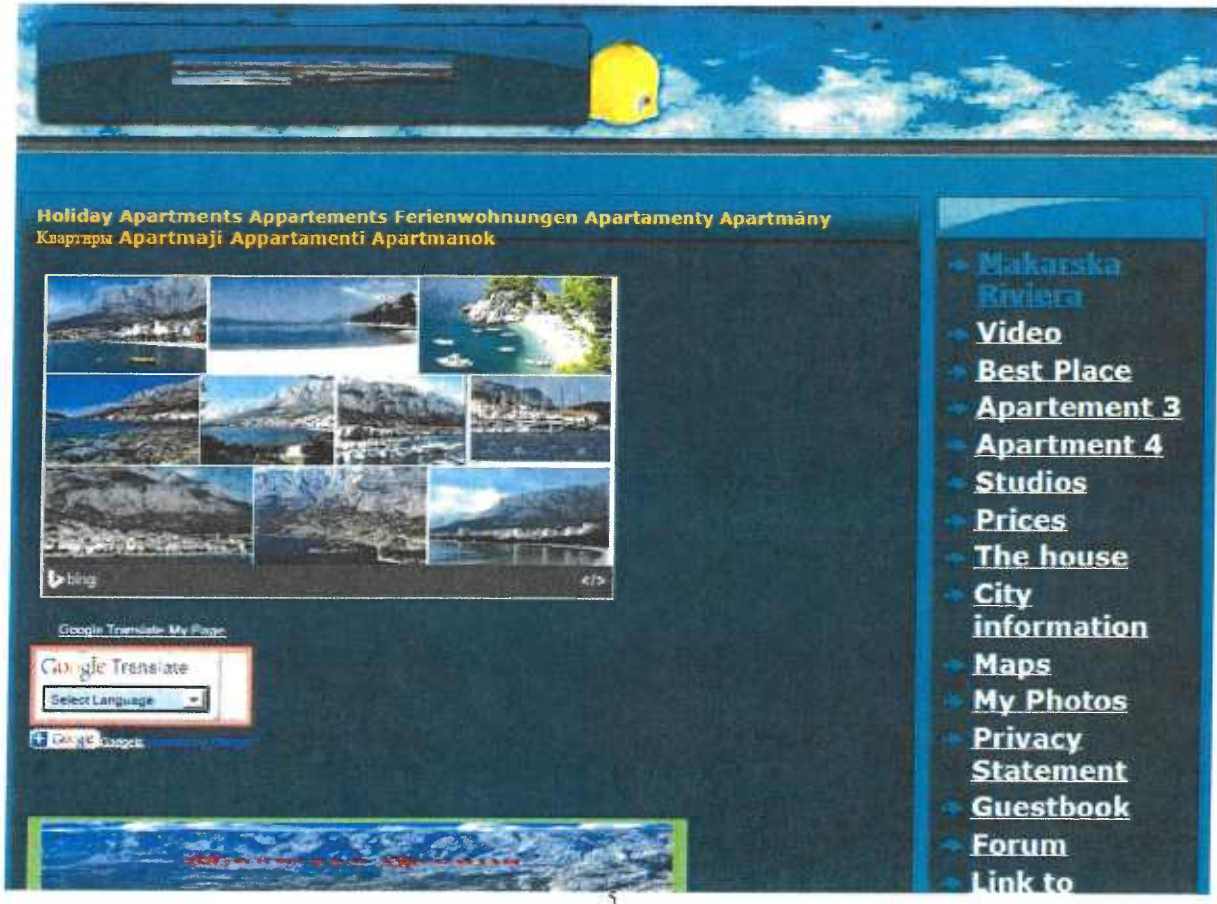 Holiday Apartments Appartements Ferienwohnungen Apartamenty Apartmány
Квартиры Apartmaji Appartamenti Apartmanok
bing
</>
Google Translate My Page
Google Translate
Select Language
Google Gadgets
Makarska
Riviera
Video
Best Place
Apartement 3
Apartment 4
Studios
Prices
The house
City
information
Maps
My Photos
Privacy
Statement
Guestbook
Forum
Link to
5